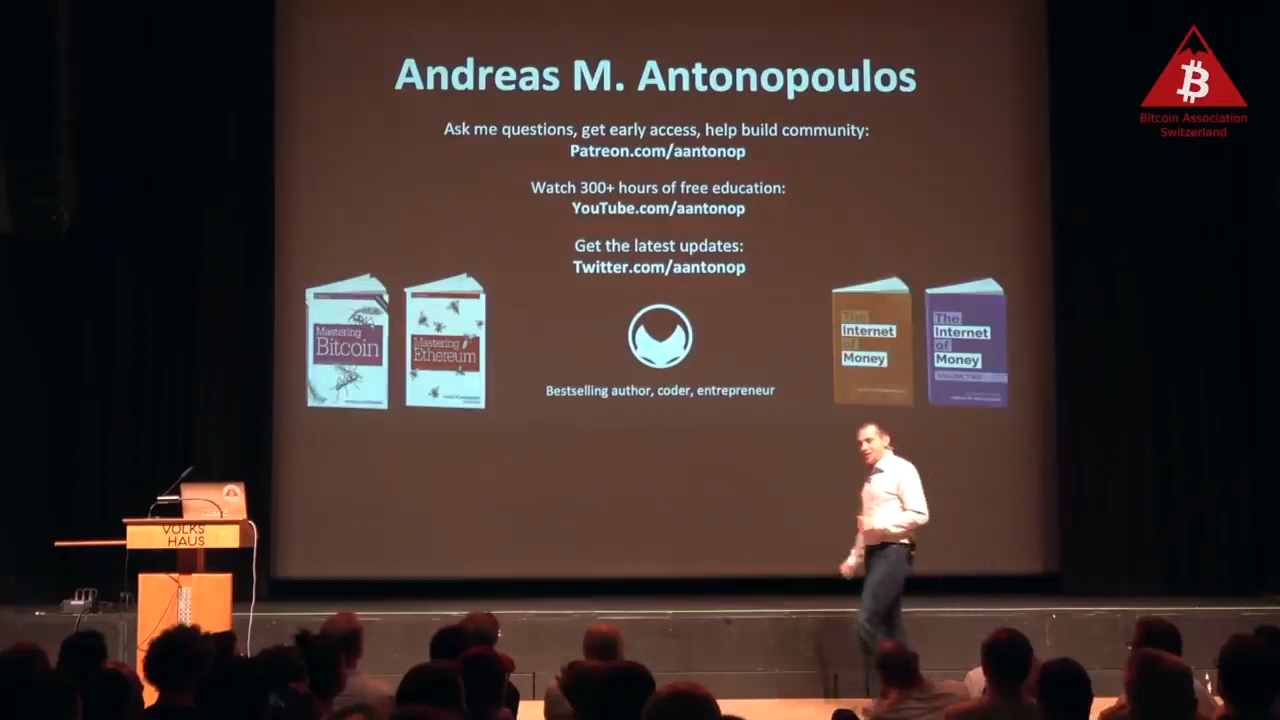 Andreas M. Antonopoulos
Ask me questions, get early access, help build community:
Patreon.com/aantonop
Watch 300+ hours of free education:
YouTube.com/aantonop
Get the latest updates:
Twitter.com/aantonop
Mastering
Bitcoin
Mastering
Ethereum
The
Internet
of
Money
The
Internet
of
Money
VOLUME TWO
Bestselling author, coder, entrepreneur
VOLKS
HAUS
Bitcoin Association
Switzerland